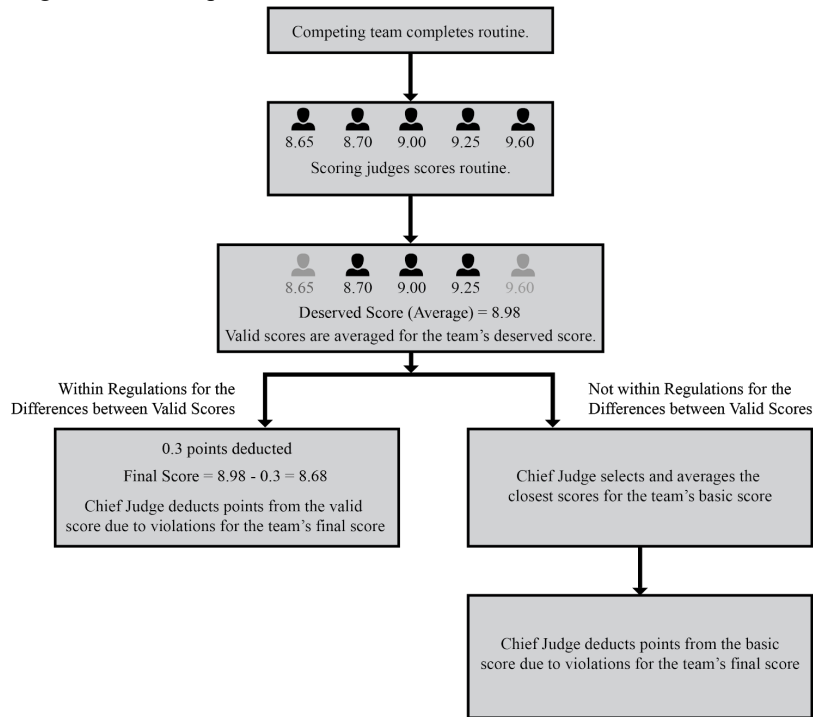 Competing team completes routine.
8.65 8.70 9.00 9.25 9.60
Scoring judges scores routine.
8.65 8.70 9.00 9.25 9.60
Deserved Score (Average) = 8.98
Valid scores are averaged for the team's deserved score.
Within Regulations for the
Differences between Valid Scores
Not within Regulations for the
Differences between Valid Scores
0.3 points deducted
Final Score = 8.98 - 0.3 = 8.68
Chief Judge deducts points from the valid
score due to violations for the team's final score
Chief Judge selects and averages the
closest scores for the team's basic score
Chief Judge deducts points from the basic
score due to violations for the team's final score